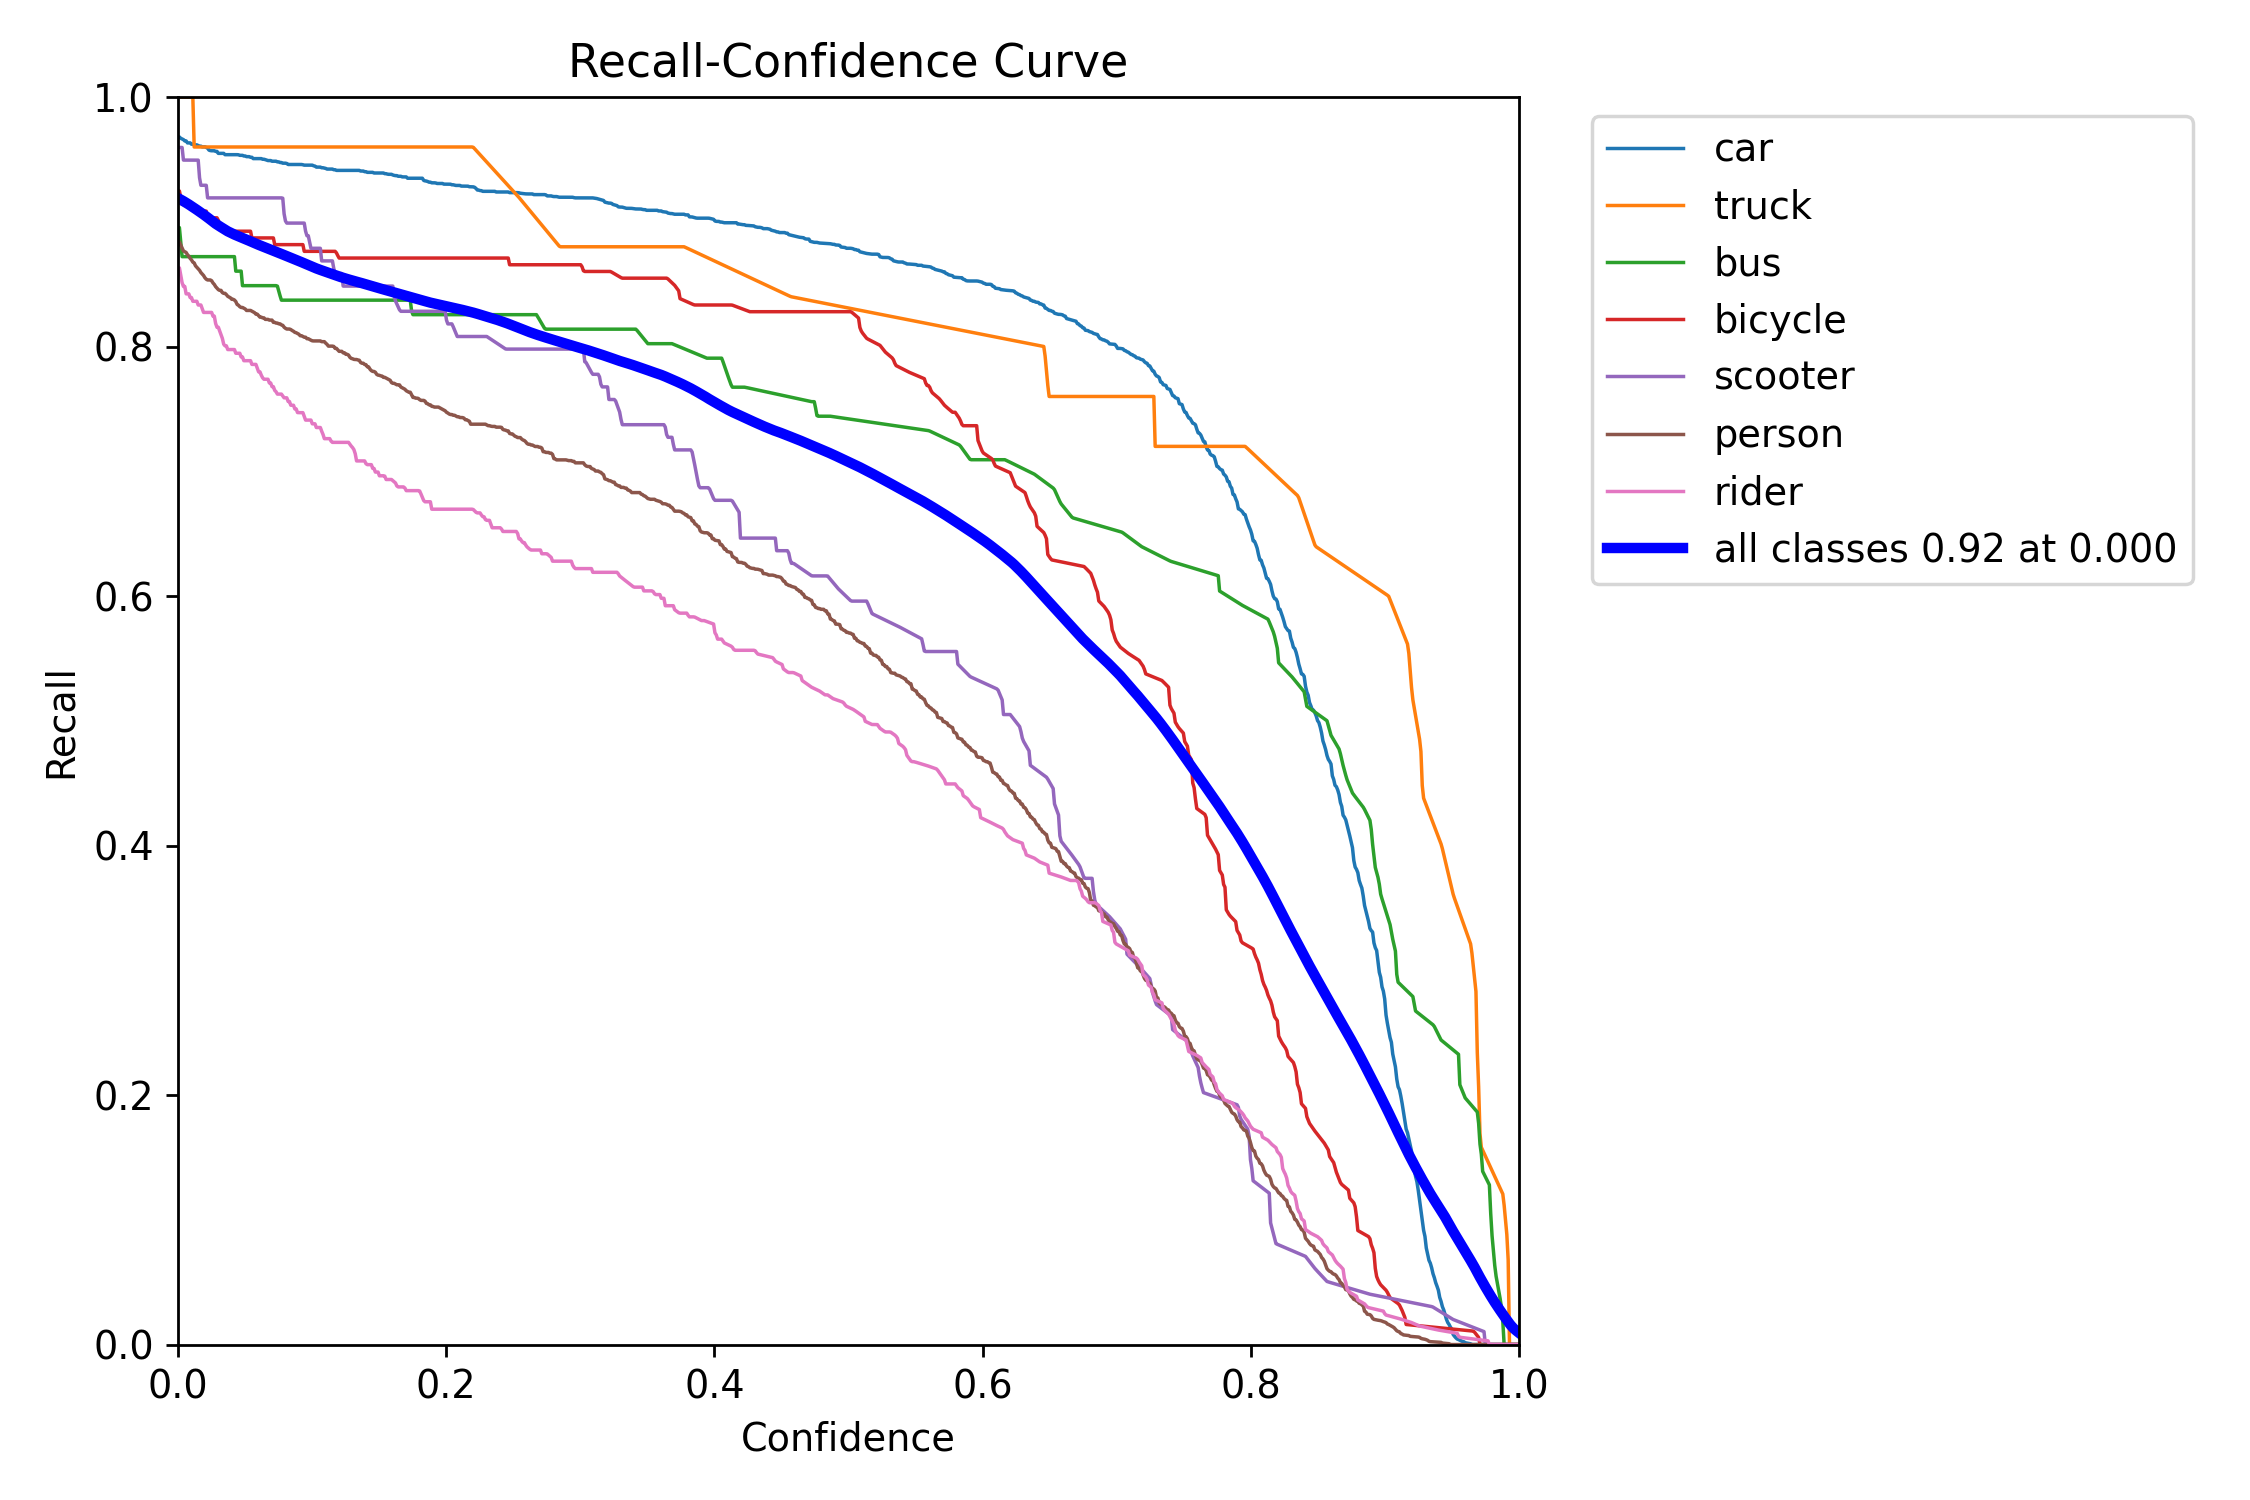 Recall-Confidence Curve
1.0
0.8
0.6
0.4
0.2
0.0
Recall
0.0 0.2 0.4 0.6 0.8 1.0
Confidence
car
truck
bus
bicycle
scooter
person
rider
all classes 0.92 at 0.000